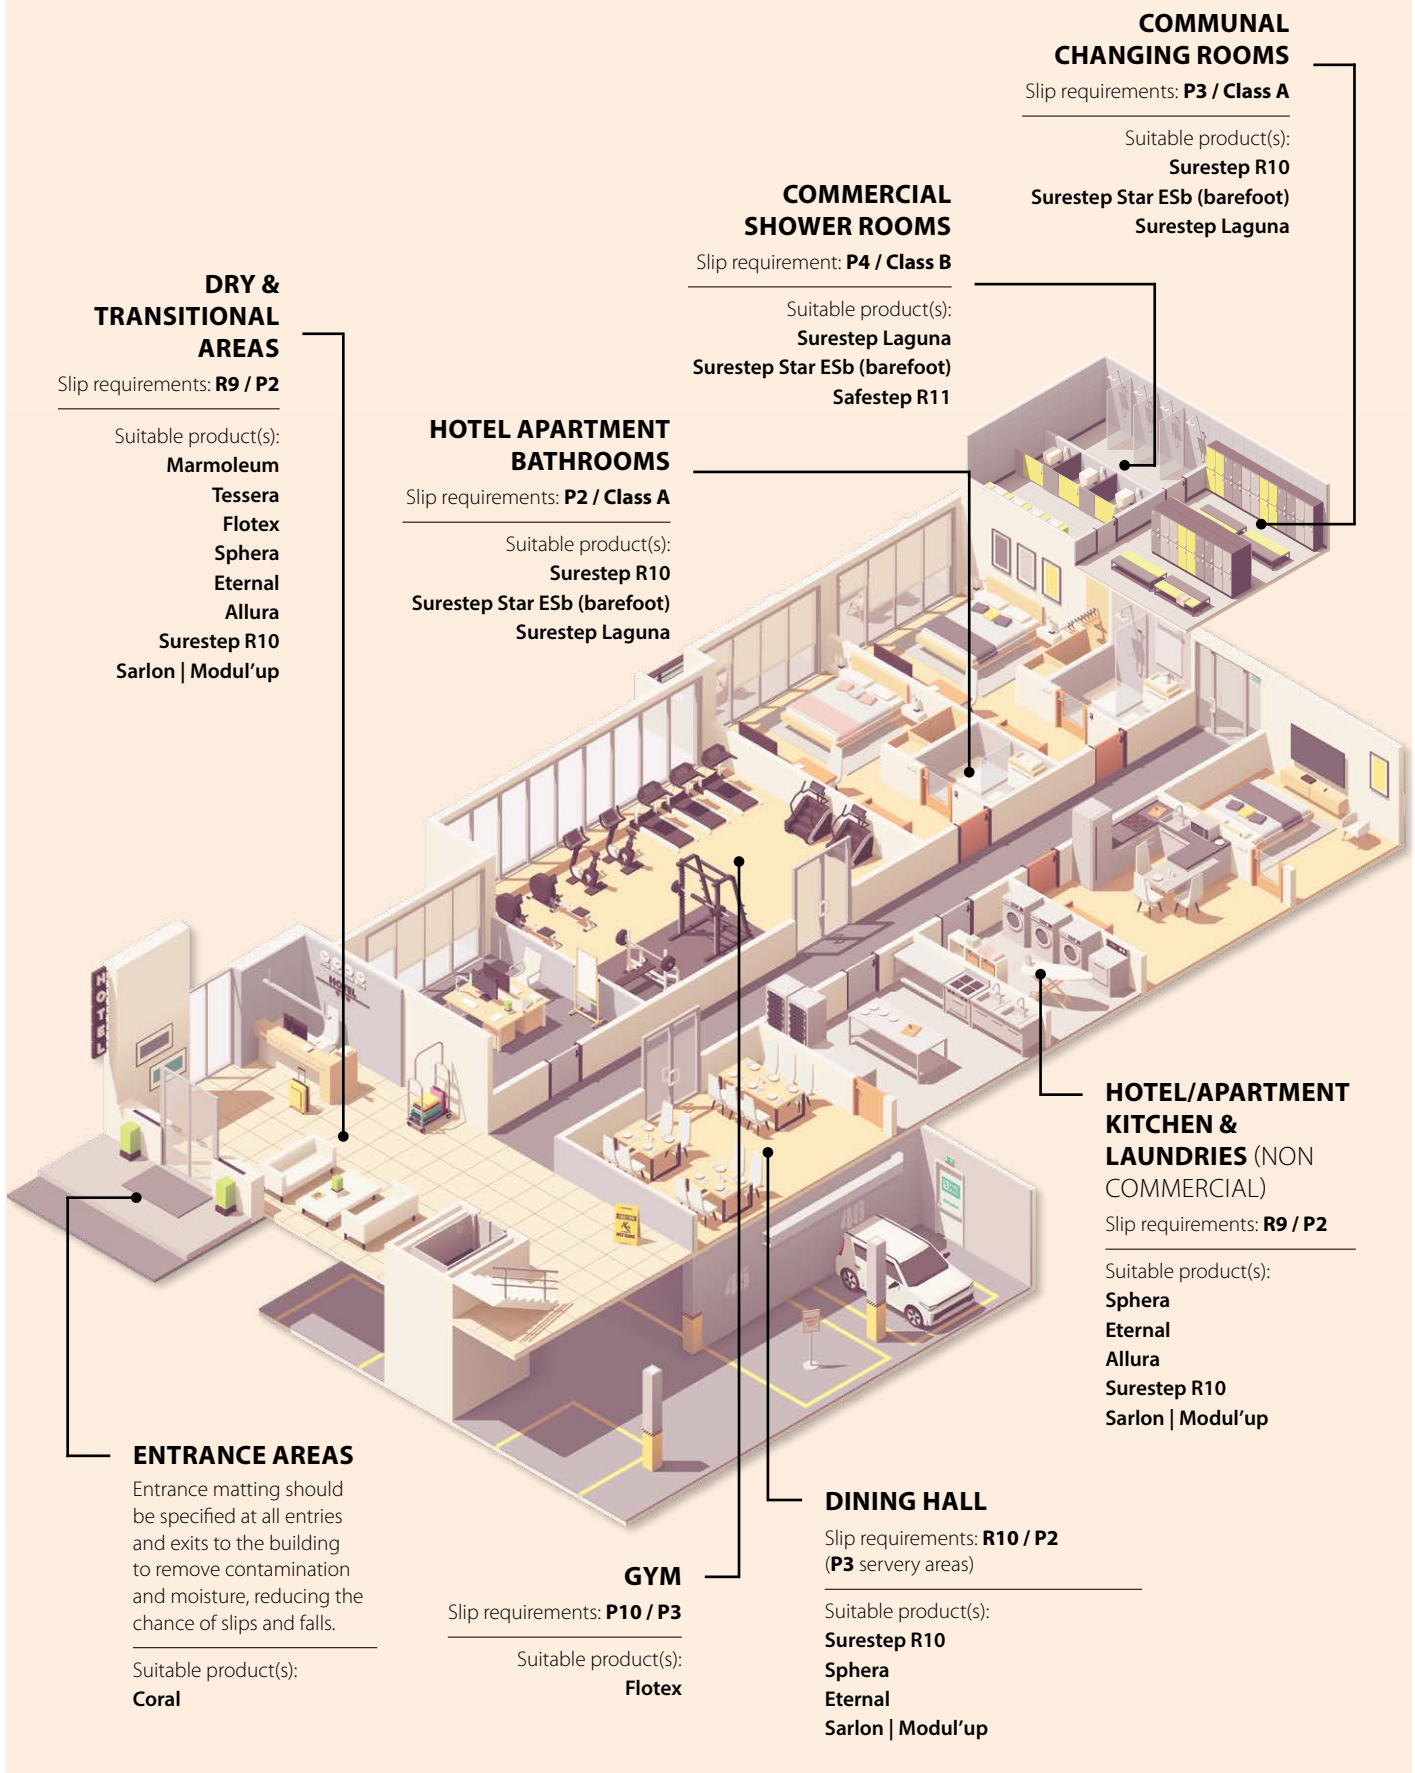 COMMUNAL
CHANGING ROOMS
Slip requirements: P3 / Class A
Suitable product(s):
Surestep R10
Surestep Star ESb (barefoot)
Surestep Laguna
COMMERCIAL
SHOWER ROOMS
Slip requirement: P4 / Class B
Suitable product(s):
Surestep Laguna
Surestep Star ESb (barefoot)
Safestep R11
DRY &
TRANSITIONAL
AREAS
Slip requirements: R9 / P2
Suitable product(s):
Marmoleum
Tessera
Flotex
Sphera
Eternal
Allura
Surestep R10
Sarlon | Modul’up
HOTEL APARTMENT
BATHROOMS
Slip requirements: P2 / Class A
Suitable product(s):
Surestep R10
Surestep Star ESb (barefoot)
Surestep Laguna
HOTEL
HOTEL
46
45
HOTEL/APARTMENT
KITCHEN &
LAUNDRIES (NON
COMMERCIAL)
Slip requirements: R9 / P2
Suitable product(s):
Sphera
Eternal
Allura
Surestep R10
Sarlon | Modul’up
ENTRANCE AREAS
Entrance matting should
be specified at all entries
and exits to the building
to remove contamination
and moisture, reducing the
chance of slips and falls.
Suitable product(s):
Coral
GYM
Slip requirements: P10 / P3
Suitable product(s):
Flotex
DINING HALL
Slip requirements: R10 / P2
(P3 servery areas)
Suitable product(s):
Surestep R10
Sphera
Eternal
Sarlon | Modul’up